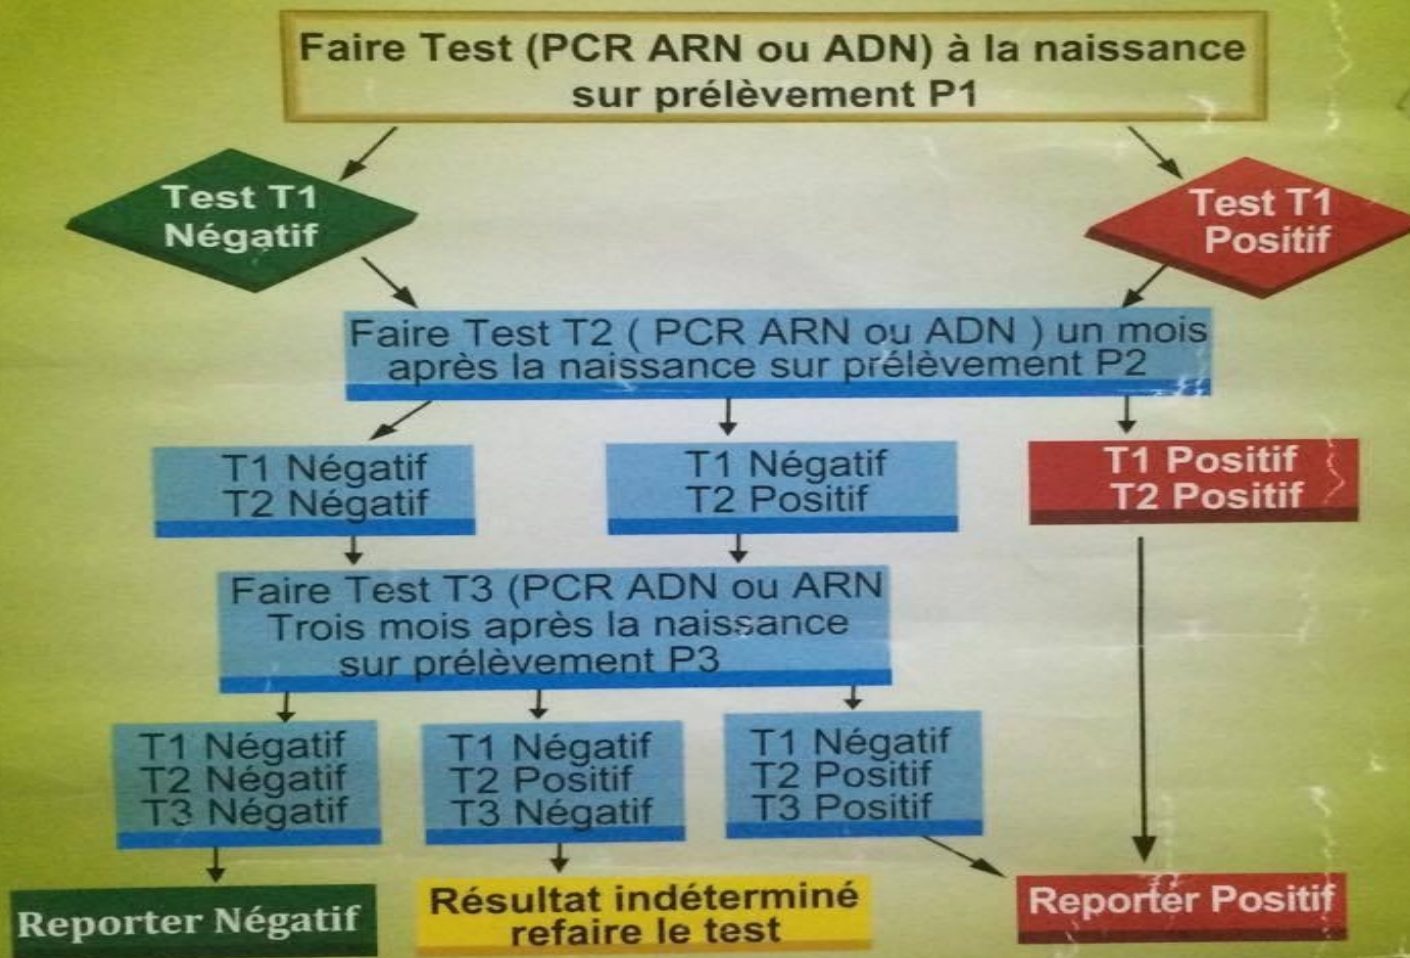 Faire Test (PCR ARN ou ADN) à la naissance
sur prélèvement P1
Test T1
Négatif
Test T1
Positif
Faire Test T2 ( PCR ARN ou ADN ) un mois
après la naissance sur prélèvement P2
T1 Négatif
T2 Négatif
T1 Négatif
T2 Positif
T1 Positif
T2 Positif
Faire Test T3 (PCR ADN ou ARN
Trois mois après la naissance
sur prélèvement P3
T1 Négatif
T2 Négatif
T3 Négatif
T1 Négatif
T2 Positif
T3 Négatif
T1 Négatif
T2 Positif
T3 Positif
Reporter Négatif
Résultat indéterminé
refaire le test
Reporter Positif